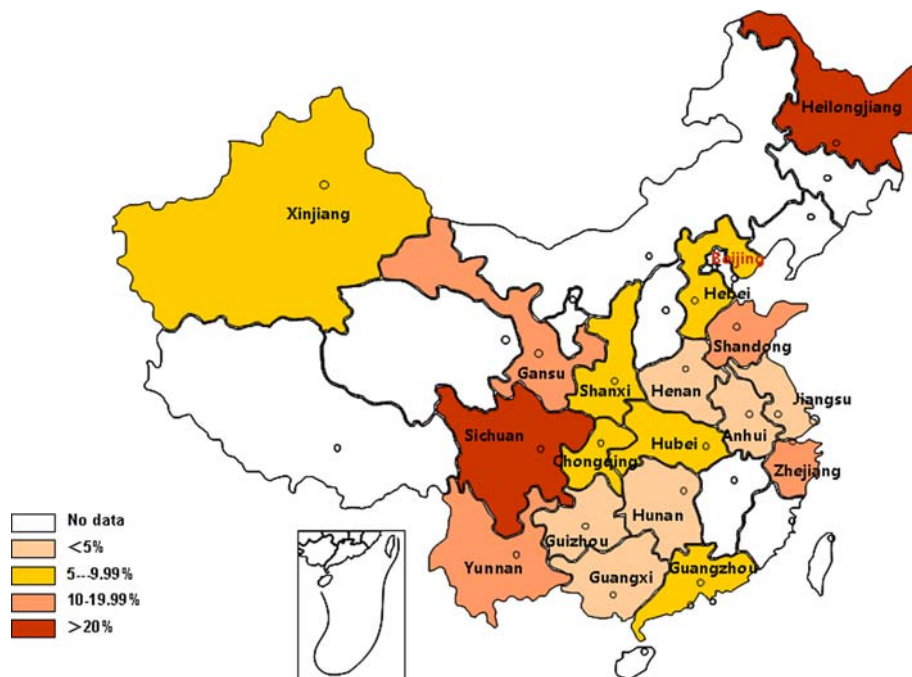 Heilongjiang
Xinjiang
Beijing
Hebei
Shandong
Gansu
Shanxi
Henan
Jiangsu
Sichuan
Chongqing
Hubei
Anhui
Zhejiang
Hunan
Guizhou
Yunnan
Guangxi
Guangzhou
No data
<5%
5---9.99%
10-19.99%
>20%